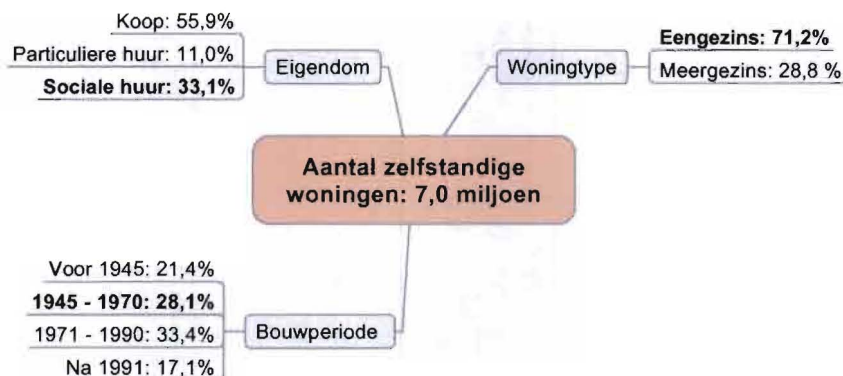 Koop: 55,9%
Particuliere huur: 11,0%
Sociale huur: 33,1%
Eigendom
Woningtype
Eengezins: 71,2%
Meergezins: 28,8 %
Aantal zelfstandige
woningen: 7,0 miljoen
Voor 1945: 21,4%
1945 - 1970: 28,1%
1971 - 1990: 33,4%
Na 1991: 17,1%
Bouwperiode